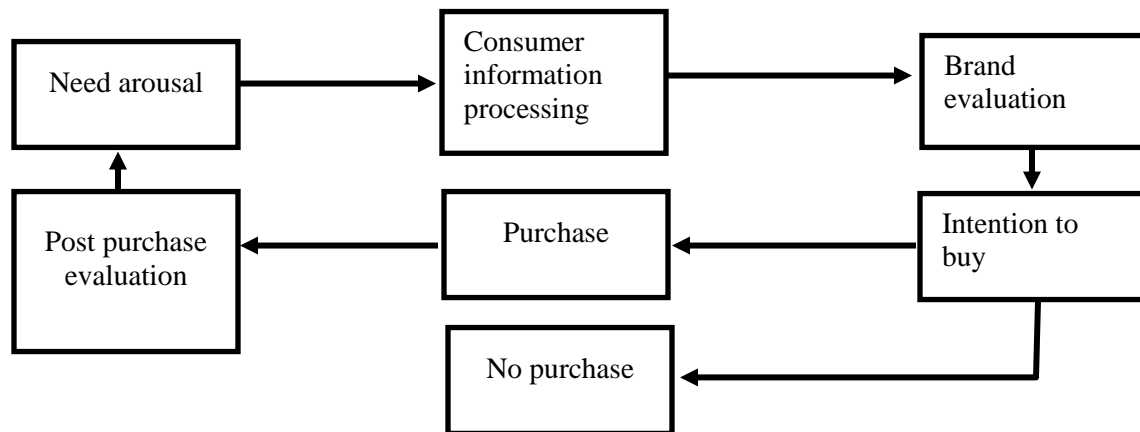 Need arousal
Consumer
information
processing
Brand
evaluation
Post purchase
evaluation
Purchase
Intention to
buy
No purchase